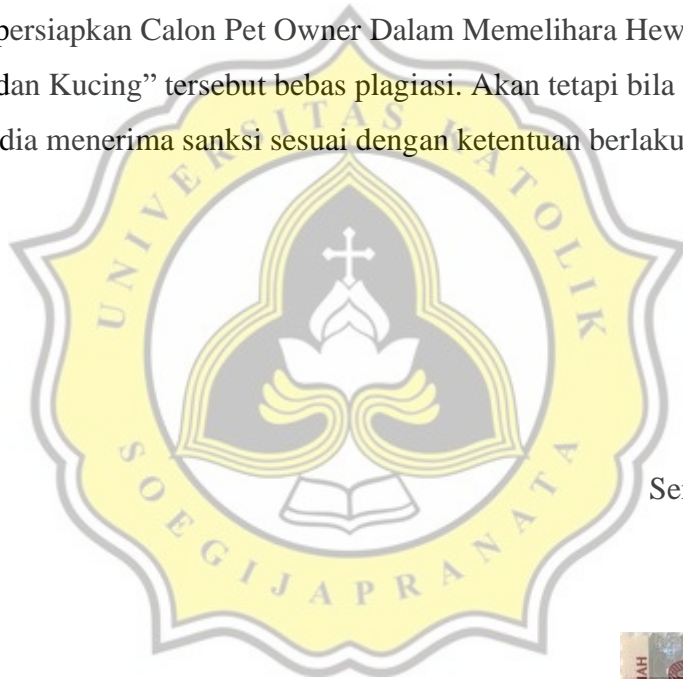 persiapkan Calon Pet Owner Dalam Memelihara Hew
dan Kucing” tersebut bebas plagiasi. Akan tetapi bila
dia menerima sanksi sesuai dengan ketentuan berlaku
UNIVERSITAS KATOLIK
SOEGIJAPRANATA